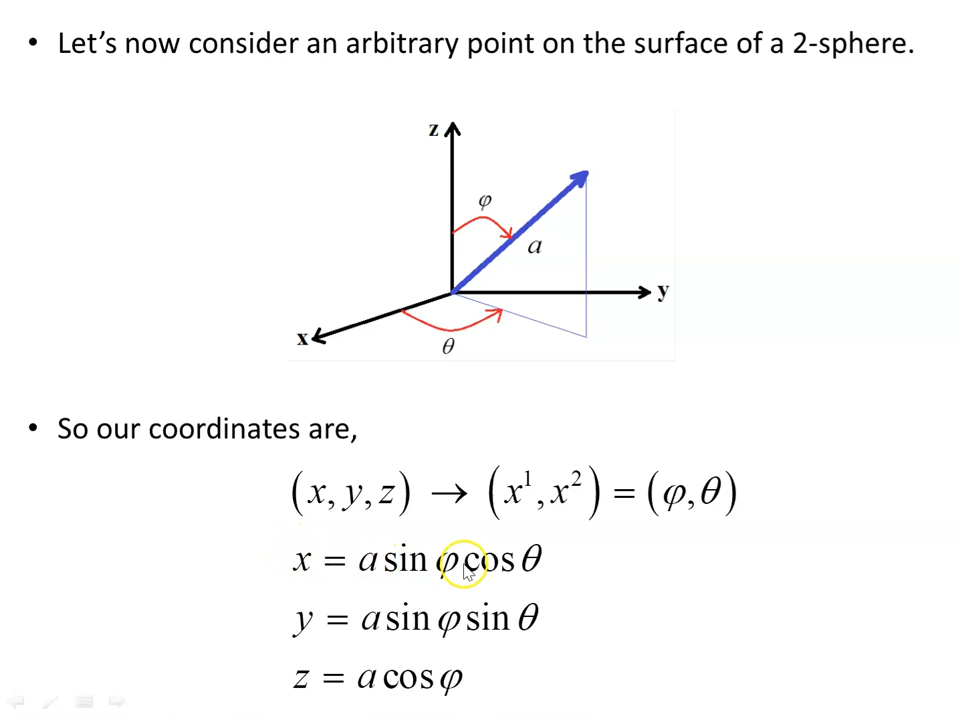 • Let's now consider an arbitrary point on the surface of a 2-sphere.
z
φ
a
y
x
θ
• So our coordinates are,
(x, y, z) → (x¹, x²) = (φ, θ)
x = a sin φ cos θ
y = a sin φ sin θ
z = a cos φ